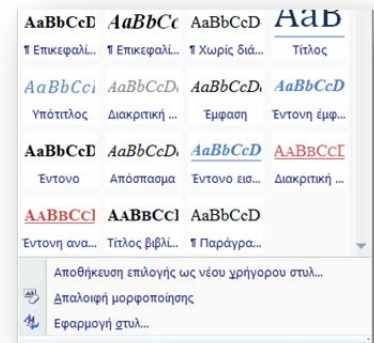 AaBbCcD AaBbCc AaBbCcD AaB
¶ Επικεφαλί... ¶ Επικεφαλί... ¶ Χωρίς διά... Τίτλος
AaBbCcI AaBbCcD AaBbCcD AaBbCcD
Υπότιτλος Διακριτική ... Έμφαση Έντονη έμφ...
AaBbCcD AaBbCcD AaBbCcD AABBCCI
Έντονο Απόσπασμα Έντονο εισ... Διακριτική ...
AABBCCI AABBCCI AaBbCcD
Έντονη ανα... Τίτλος βιβλί... ¶ Παράγρα...
Αποθήκευση επιλογής ως νέου γρήγορου στυλ...
Απαλοιφή μορφοποίησης
Εφαρμογή στυλ...